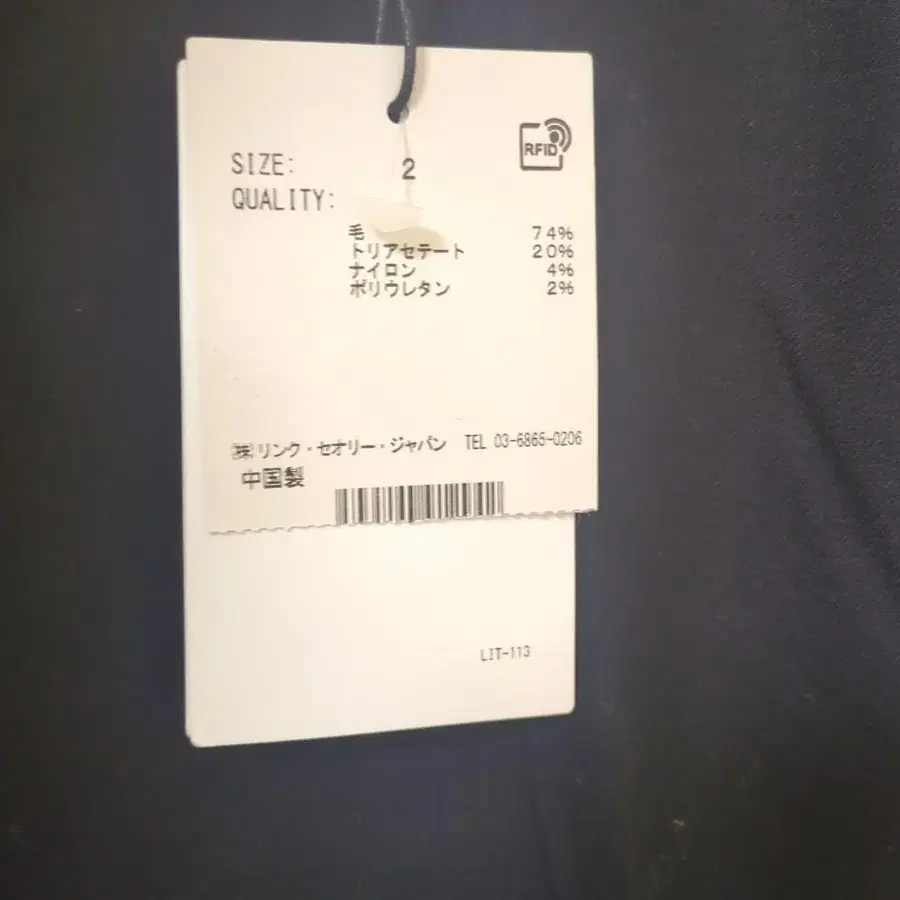 RFID
SIZE: 2
QUALITY:
毛 74%
トリアセテート 20%
ナイロン 4%
ポリウレタン 2%
㈱リンク・セオリー・ジャパン TEL 03-6865-0206
中国製
LIT-113